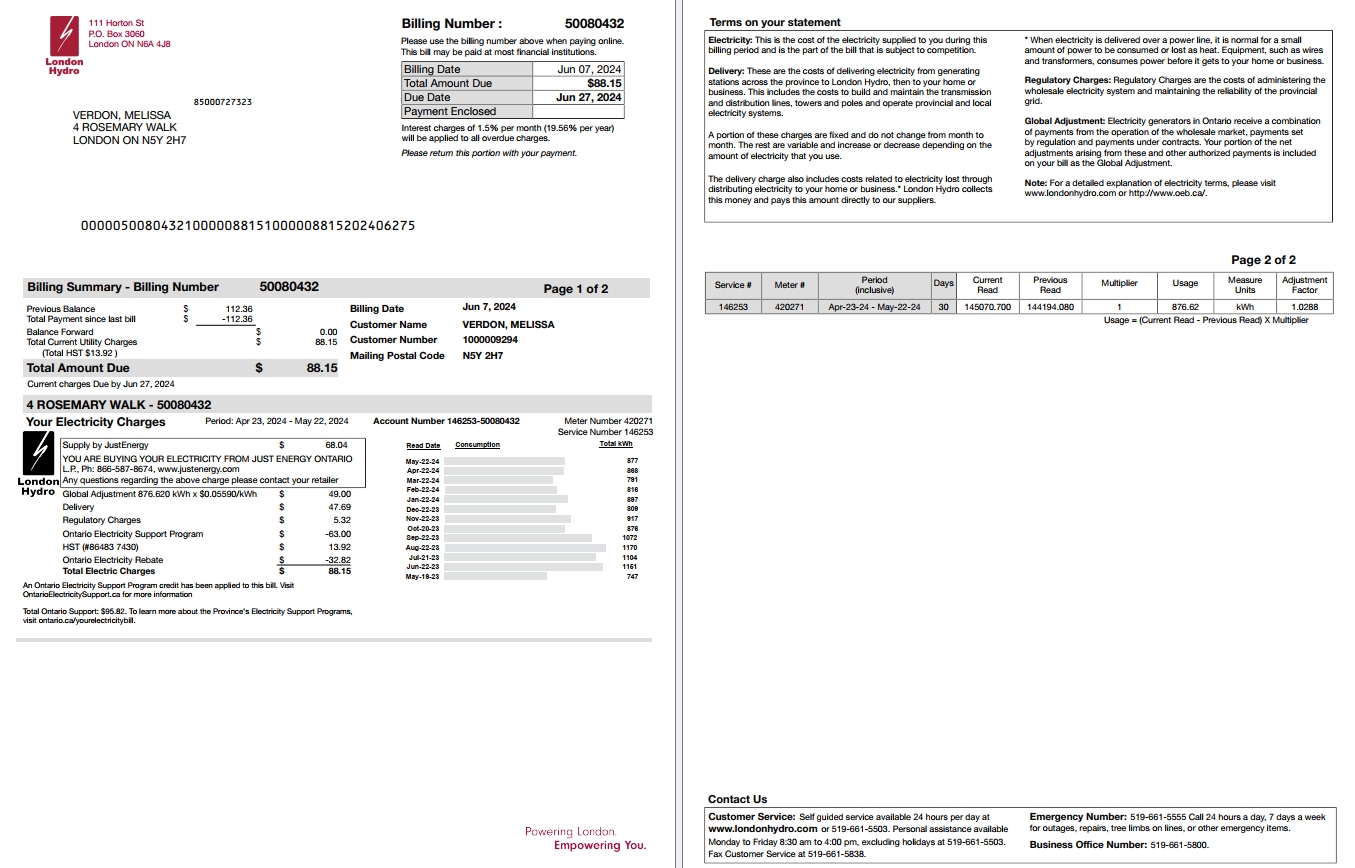 111 Horton St
P.O. Box 3060
London ON N6A 4J8
London
Hydro
Billing Number : 50080432
Please use the billing number above when paying online.
This bill may be paid at most financial institutions.
Billing Date Jun 07, 2024
Total Amount Due $88.15
Due Date Jun 27, 2024
Payment Enclosed
Interest charges of 1.5% per month (19.56% per year)
will be applied to all overdue charges.
Please return this portion with your payment.
85000727323
VERDON, MELISSA
4 ROSEMARY WALK
LONDON ON N5Y 2H7
000005008043210000088151000008815202406275
Billing Summary - Billing Number 50080432 Page 1 of 2
Previous Balance $ 112.36
Total Payment since last bill $ -112.36
Balance Forward $ 0.00
Total Current Utility Charges $ 88.15
(Total HST $13.92 )
Total Amount Due $ 88.15
Current charges Due by Jun 27, 2024
Billing Date Jun 7, 2024
Customer Name VERDON, MELISSA
Customer Number 1000009294
Mailing Postal Code N5Y 2H7
4 ROSEMARY WALK - 50080432
Your Electricity Charges Period: Apr 23, 2024 - May 22, 2024 Account Number 146253-50080432 Meter Number 420271
Service Number 146253
London
Hydro
Supply by JustEnergy $ 68.04
YOU ARE BUYING YOUR ELECTRICITY FROM JUST ENERGY ONTARIO
L.P., Ph: 866-587-8674, www.justenergy.com
Any questions regarding the above charge please contact your retailer
Global Adjustment 876.620 kWh x $0.05590/kWh $ 49.00
Delivery $ 47.69
Regulatory Charges $ 5.32
Ontario Electricity Support Program $ -63.00
HST (#86483 7430) $ 13.92
Ontario Electricity Rebate $ -32.82
Total Electric Charges $ 88.15
An Ontario Electricity Support Program credit has been applied to this bill. Visit
OntarioElectricitySupport.ca for more information
Total Ontario Support: $95.82. To learn more about the Province's Electricity Support Programs,
visit ontario.ca/yourelectricitybill.
Read Date Consumption Total kWh
May-22-24 877
Apr-22-24 868
Mar-22-24 791
Feb-22-24 816
Jan-22-24 897
Dec-22-23 809
Nov-22-23 917
Oct-20-23 876
Sep-22-23 1072
Aug-22-23 1170
Jul-21-23 1104
Jun-22-23 1151
May-19-23 747
Powering London.
Empowering You.
Terms on your statement
Electricity: This is the cost of the electricity supplied to you during this
billing period and is the part of the bill that is subject to competition.
Delivery: These are the costs of delivering electricity from generating
stations across the province to London Hydro, then to your home or
business. This includes the costs to build and maintain the transmission
and distribution lines, towers and poles and operate provincial and local
electricity systems.
A portion of these charges are fixed and do not change from month to
month. The rest are variable and increase or decrease depending on the
amount of electricity that you use.
The delivery charge also includes costs related to electricity lost through
distributing electricity to your home or business.* London Hydro collects
this money and pays this amount directly to our suppliers.
* When electricity is delivered over a power line, it is normal for a small
amount of power to be consumed or lost as heat. Equipment, such as wires
and transformers, consumes power before it gets to your home or business.
Regulatory Charges: Regulatory Charges are the costs of administering the
wholesale electricity system and maintaining the reliability of the provincial
grid.
Global Adjustment: Electricity generators in Ontario receive a combination
of payments from the operation of the wholesale market, payments set
by regulation and payments under contracts. Your portion of the net
adjustments arising from these and other authorized payments is included
on your bill as the Global Adjustment.
Note: For a detailed explanation of electricity terms, please visit
www.londonhydro.com or http://www.oeb.ca/.
Page 2 of 2
Service # Meter # Period (inclusive) Days Current Read Previous Read Multiplier Usage Measure Units Adjustment Factor
146253 420271 Apr-23-24 - May-22-24 30 145070.700 144194.080 1 876.62 kWh 1.0288
Usage = (Current Read - Previous Read) X Multiplier
Contact Us
Customer Service: Self guided service available 24 hours per day at
www.londonhydro.com or 519-661-5503. Personal assistance available
Monday to Friday 8:30 am to 4:00 pm, excluding holidays at 519-661-5503.
Fax Customer Service at 519-661-5838.
Emergency Number: 519-661-5555 Call 24 hours a day, 7 days a week
for outages, repairs, tree limbs on lines, or other emergency items.
Business Office Number: 519-661-5800.